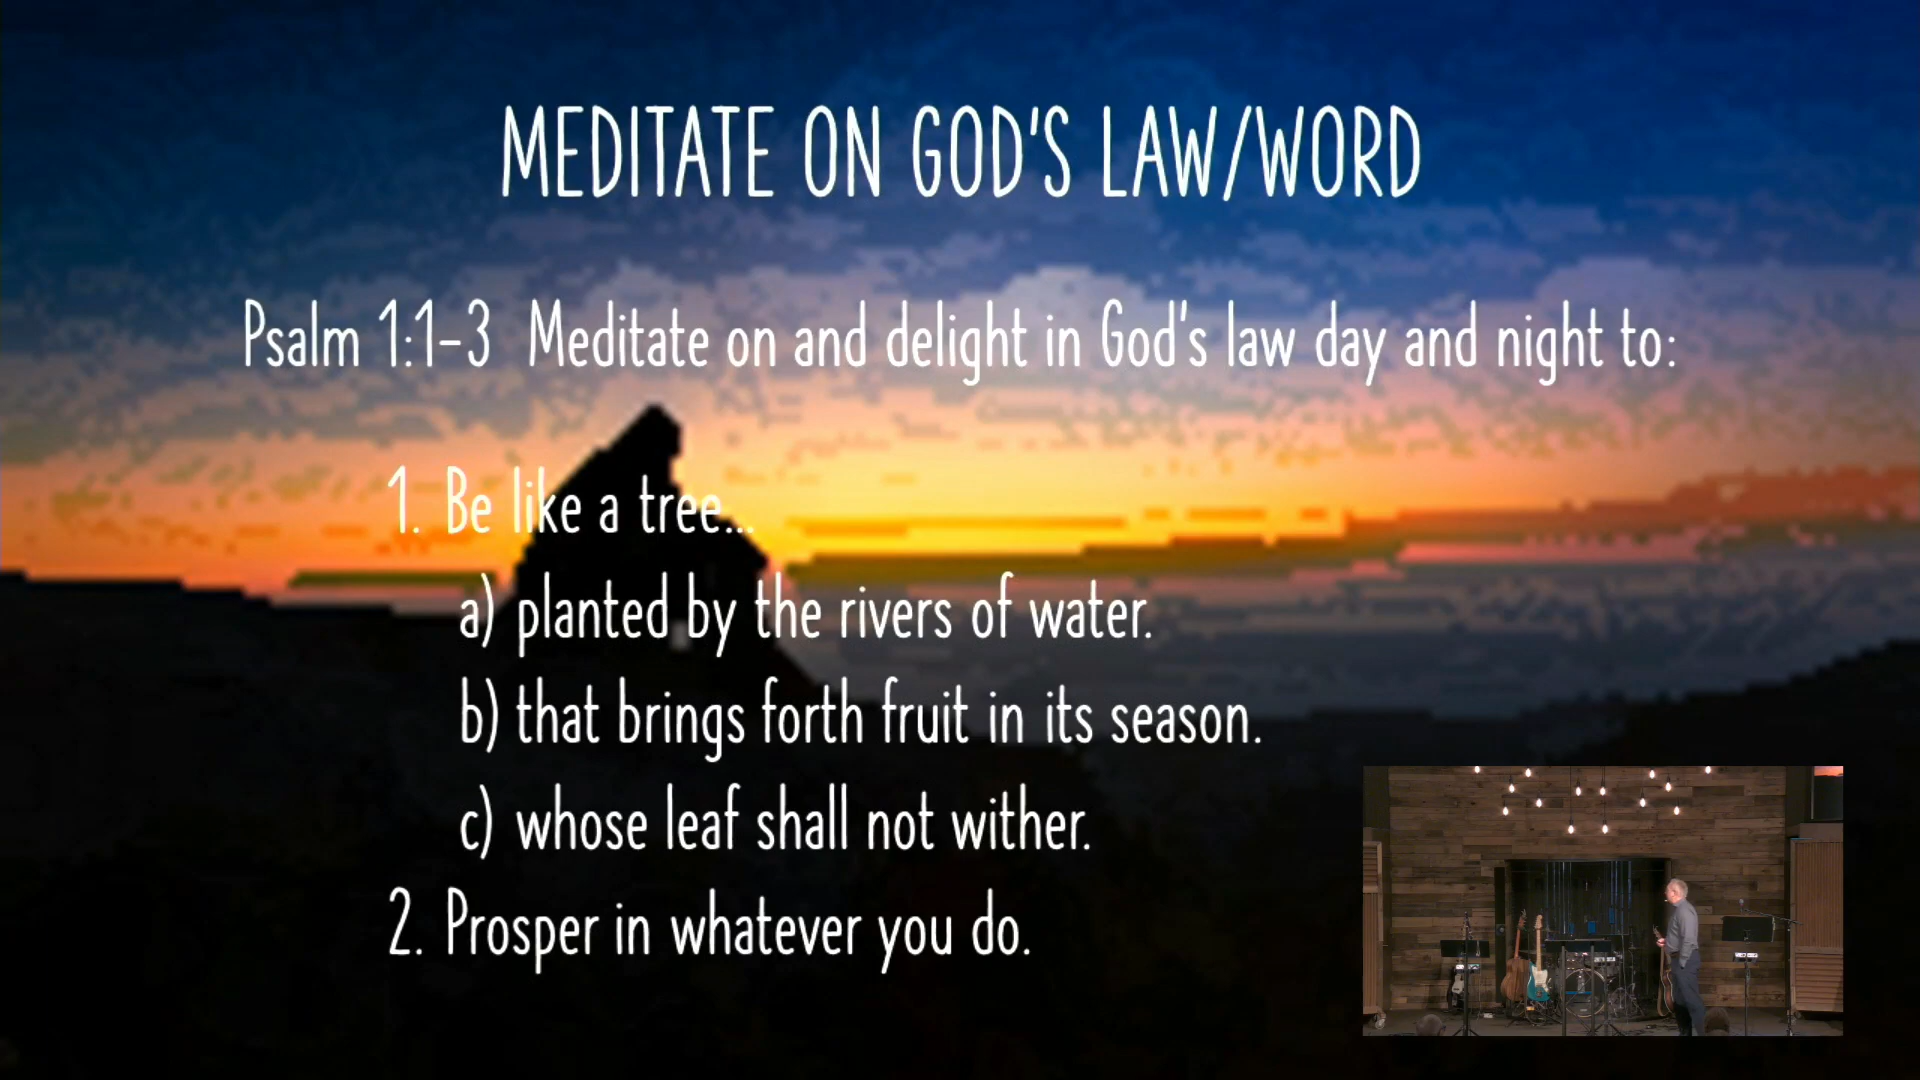 MEDITATE ON GOD'S LAW/WORD
Psalm 1:1-3 Meditate on and delight in God's law day and night to:
1. Be like a tree...
a) planted by the rivers of water.
b) that brings forth fruit in its season.
c) whose leaf shall not wither.
2. Prosper in whatever you do.